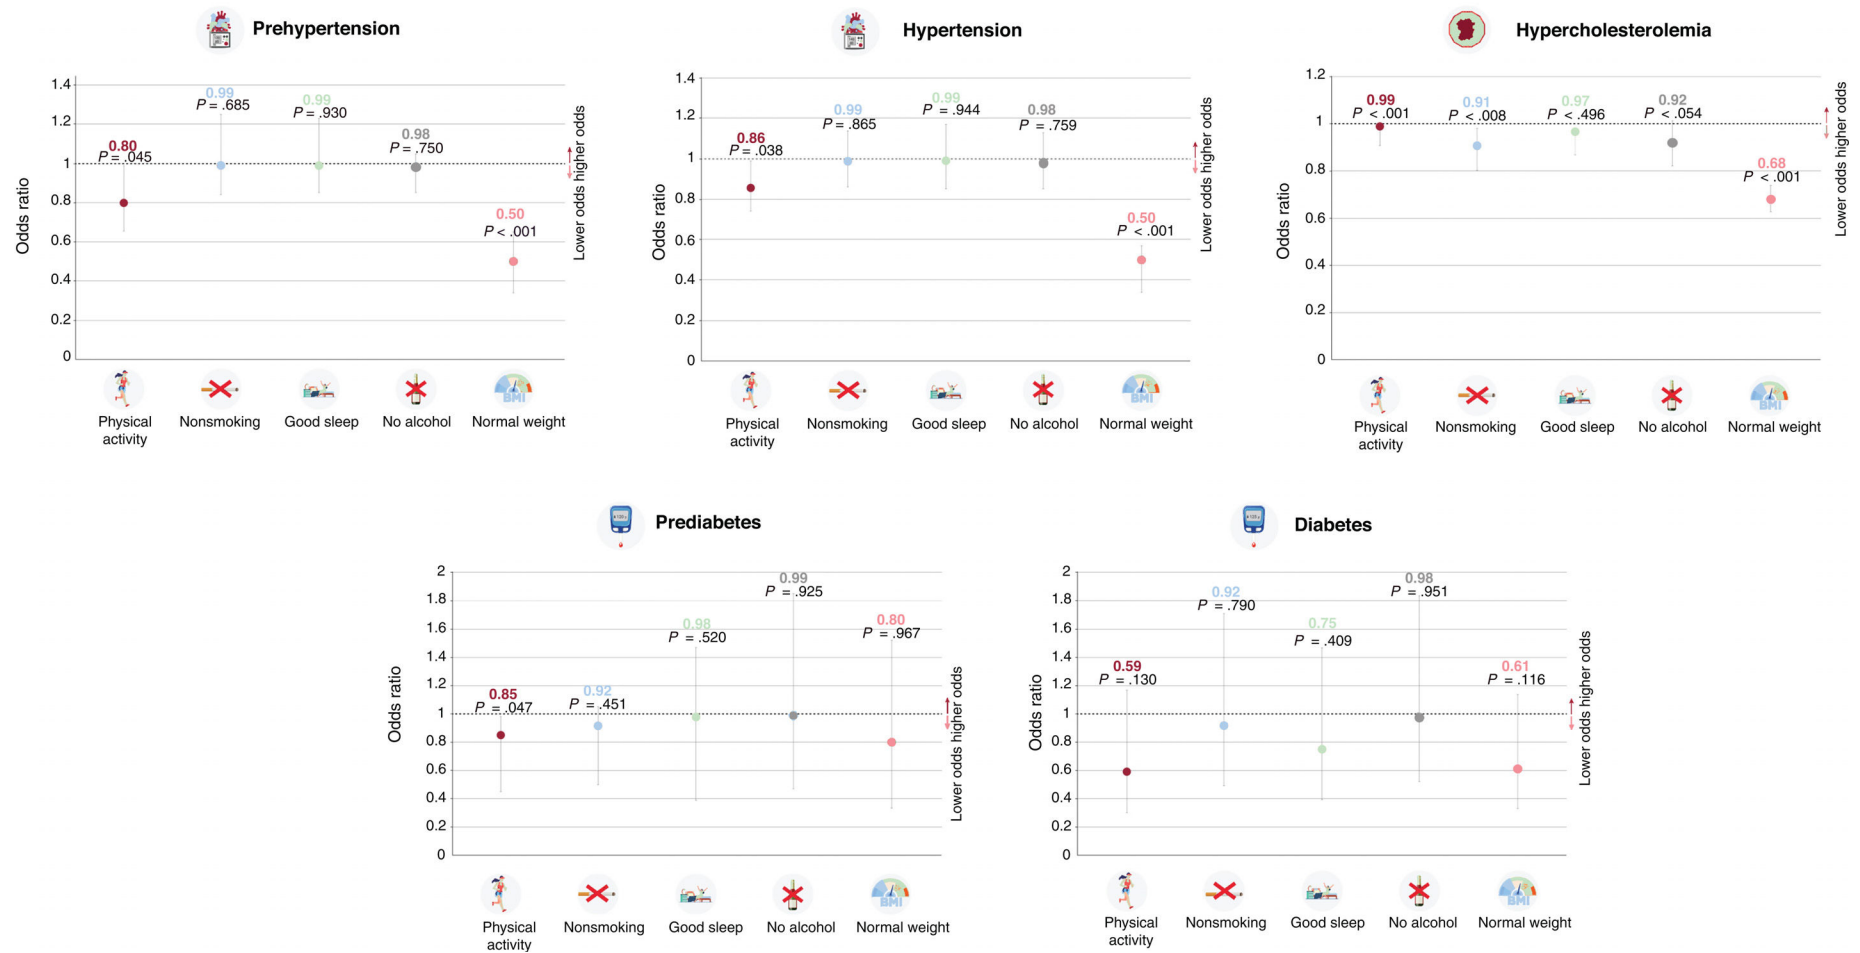 Prehypertension
Odds ratio
1.4
1.2
1
0.8
0.6
0.4
0.2
0
0.80
P = .045
0.99
P = .685
0.99
P = .930
0.98
P = .750
0.50
P < .001
Lower odds higher odds
Physical
activity
Nonsmoking
Good sleep
No alcohol
BMI
Normal weight
Hypertension
Odds ratio
1.4
1.2
1
0.8
0.6
0.4
0.2
0
0.86
P = .038
0.99
P = .865
0.99
P = .944
0.98
P = .759
0.50
P < .001
Lower odds higher odds
Physical
activity
Nonsmoking
Good sleep
No alcohol
BMI
Normal weight
Hypercholesterolemia
Odds ratio
1.2
1
0.8
0.6
0.4
0.2
0
0.99
P < .001
0.91
P < .008
0.97
P < .496
0.92
P < .054
0.68
P < .001
Lower odds higher odds
Physical
activity
Nonsmoking
Good sleep
No alcohol
BMI
Normal weight
Prediabetes
Odds ratio
2
1.8
1.6
1.4
1.2
1
0.8
0.6
0.4
0.2
0
0.85
P = .047
0.92
P = .451
0.98
P = .520
0.99
P = .925
0.80
P = .967
Lower odds higher odds
Physical
activity
Nonsmoking
Good sleep
No alcohol
BMI
Normal weight
Diabetes
Odds ratio
2
1.8
1.6
1.4
1.2
1
0.8
0.6
0.4
0.2
0
0.59
P = .130
0.92
P = .790
0.75
P = .409
0.98
P = .951
0.61
P = .116
Lower odds higher odds
Physical
activity
Nonsmoking
Good sleep
No alcohol
BMI
Normal weight